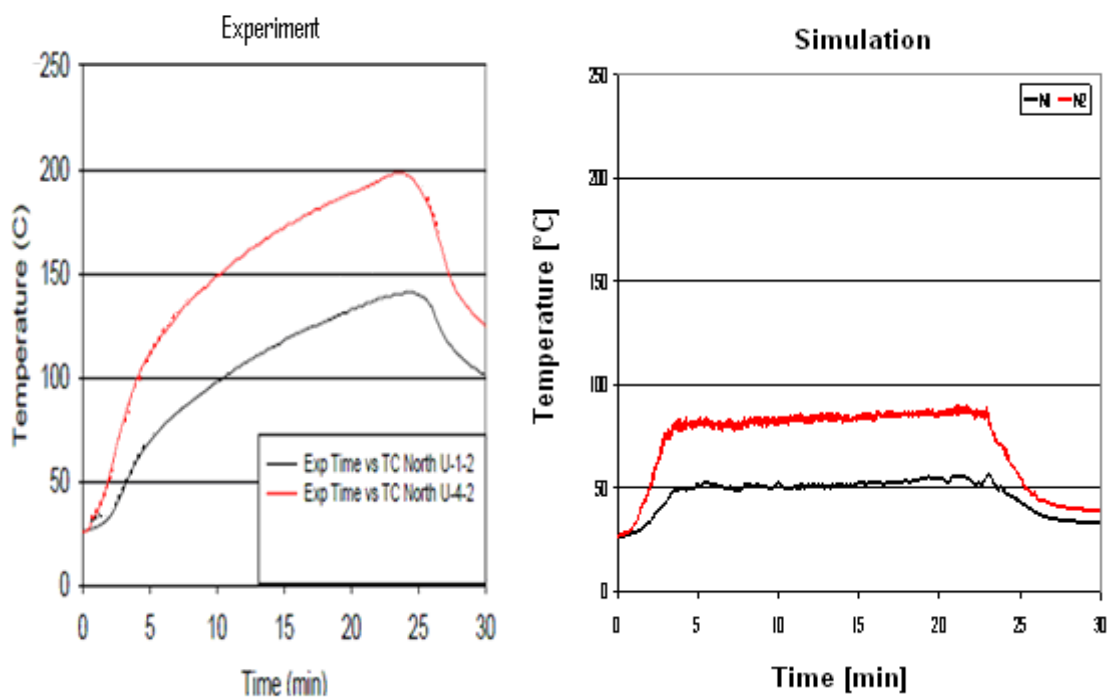 Experiment
250
200
150
100
50
0
Temperature (C)
Exp Time vs TC North U-1-2
Exp Time vs TC North U-4-2
0 5 10 15 20 25 30
Time (min)
Simulation
N1 N2
250
200
150
100
50
0
Temperature [°C]
0 5 10 15 20 25 30
Time [min]